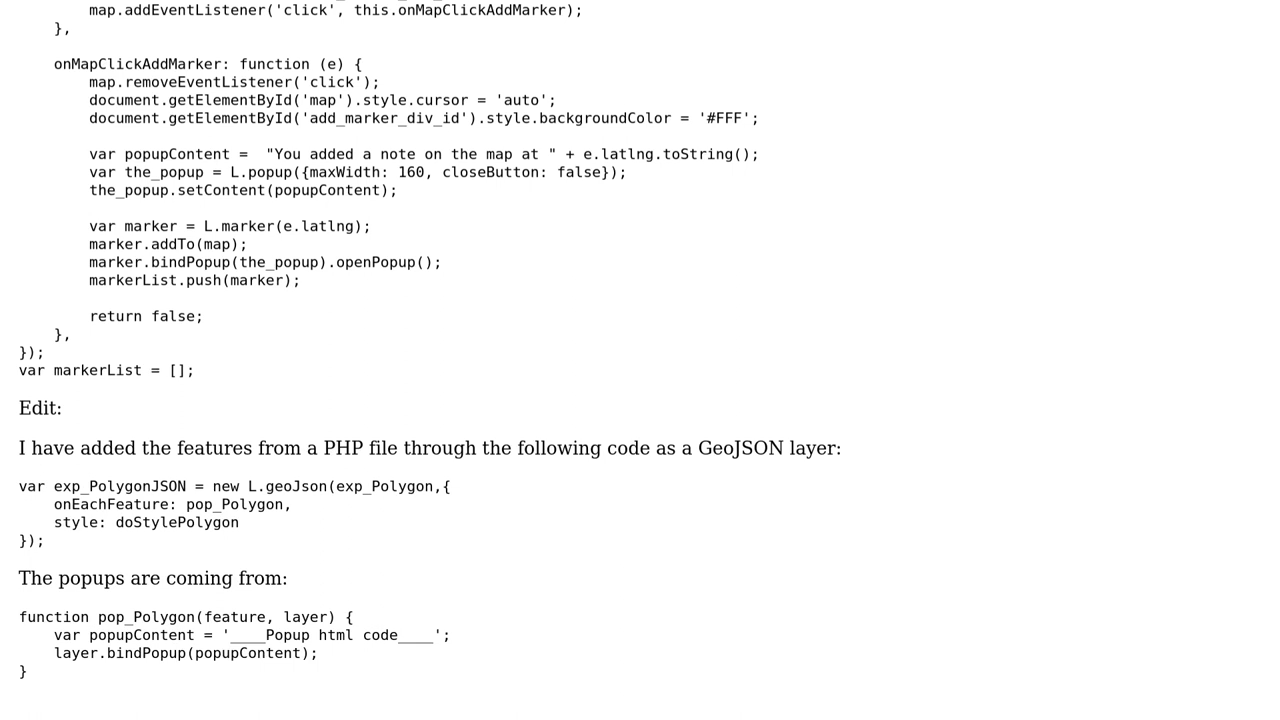 map.addEventListener('click', this.onMapClickAddMarker);
    },
    onMapClickAddMarker: function (e) {
        map.removeEventListener('click');
        document.getElementById('map').style.cursor = 'auto';
        document.getElementById('add_marker_div_id').style.backgroundColor = '#FFF';
        var popupContent =  "You added a note on the map at " + e.latlng.toString();
        var the_popup = L.popup({maxWidth: 160, closeButton: false});
        the_popup.setContent(popupContent);
        var marker = L.marker(e.latlng);
        marker.addTo(map);
        marker.bindPopup(the_popup).openPopup();
        markerList.push(marker);
        return false;
    },
});
var markerList = [];
Edit:
I have added the features from a PHP file through the following code as a GeoJSON layer:
var exp_PolygonJSON = new L.geoJson(exp_Polygon,{
    onEachFeature: pop_Polygon,
    style: doStylePolygon
});
The popups are coming from:
function pop_Polygon(feature, layer) {
    var popupContent = '____Popup html code____';
    layer.bindPopup(popupContent);
}